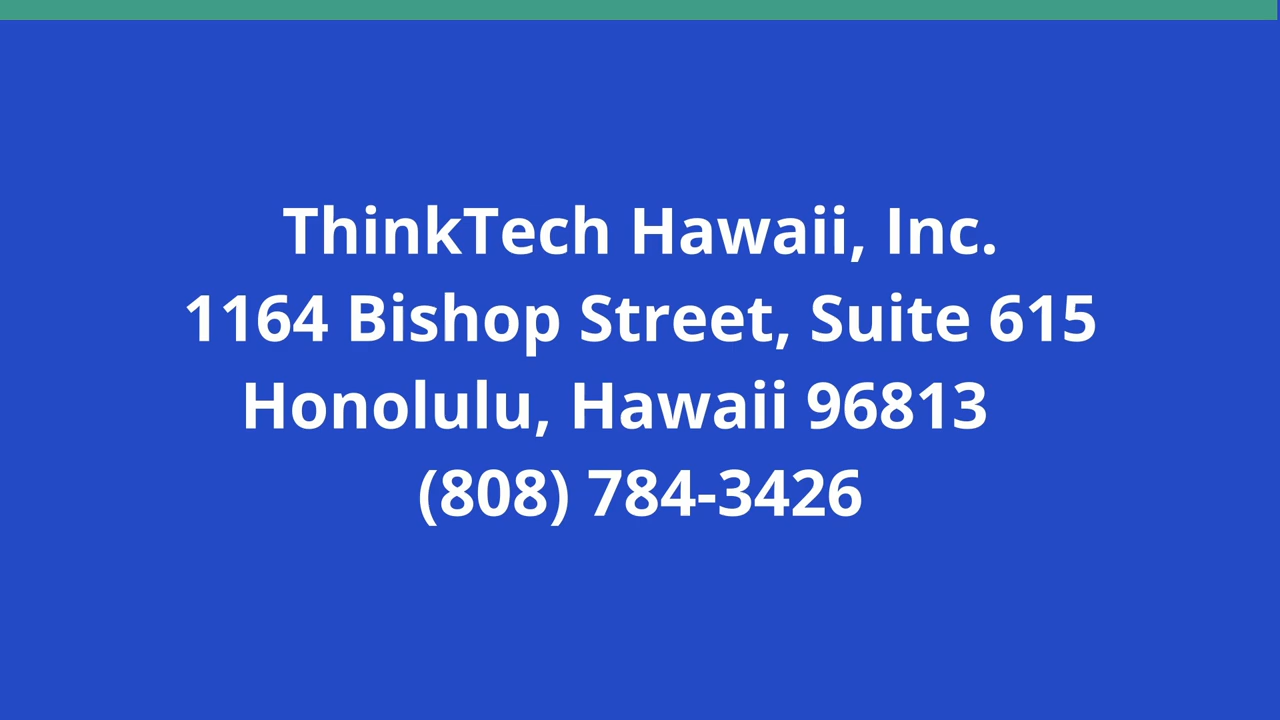 ThinkTech Hawaii, Inc.
1164 Bishop Street, Suite 615
Honolulu, Hawaii 96813
(808) 784-3426